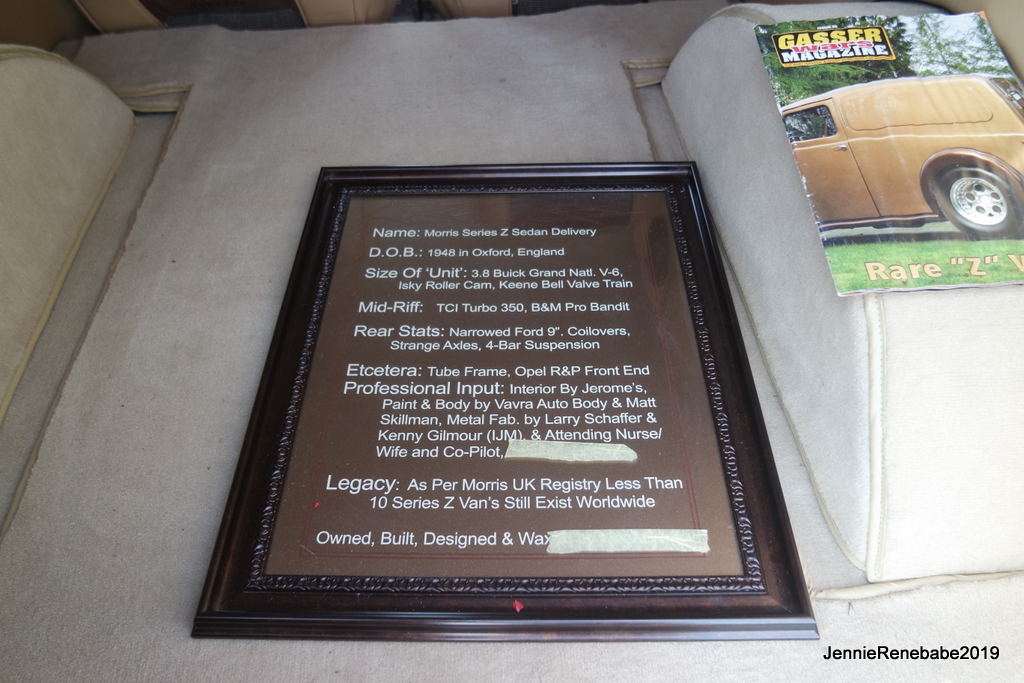 GASSER
WARS
MAGAZINE
Rare "Z"
Name: Morris Series Z Sedan Delivery
D.O.B.: 1948 in Oxford, England
Size Of 'Unit': 3.8 Buick Grand Natl. V-6,
Isky Roller Cam, Keene Bell Valve Train
Mid-Riff: TCI Turbo 350, B&M Pro Bandit
Rear Stats: Narrowed Ford 9". Coilovers,
Strange Axles, 4-Bar Suspension
Etcetera: Tube Frame, Opel R&P Front End
Professional Input: Interior By Jerome's,
Paint & Body by Vavra Auto Body & Matt
Skillman, Metal Fab. by Larry Schaffer &
Kenny Gilmour (IJM), & Attending Nurse/
Wife and Co-Pilot,
Legacy: As Per Morris UK Registry Less Than
10 Series Z Van's Still Exist Worldwide
Owned, Built, Designed & Wax
JennieRenebabe2019